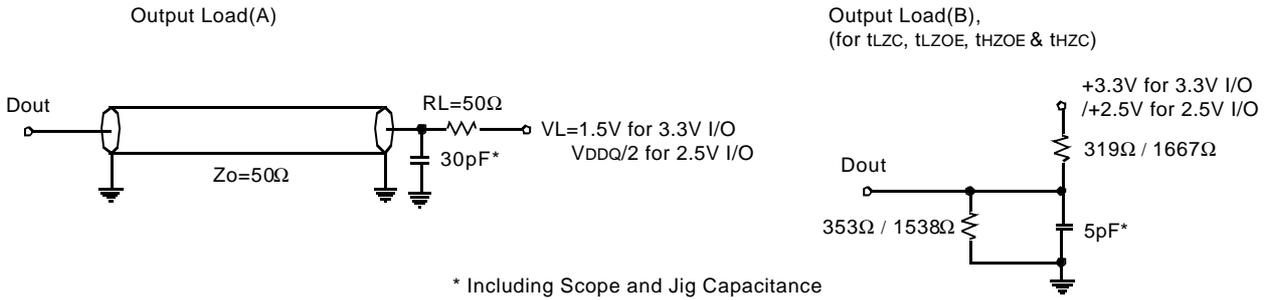 Output Load(A)
Dout
Zo=50Ω
RL=50Ω
30pF*
VL=1.5V for 3.3V I/O
VDDQ/2 for 2.5V I/O
Output Load(B),
(for tLZC, tLZOE, tHZOE & tHZC)
+3.3V for 3.3V I/O
/+2.5V for 2.5V I/O
319Ω / 1667Ω
Dout
353Ω / 1538Ω
5pF*
* Including Scope and Jig Capacitance